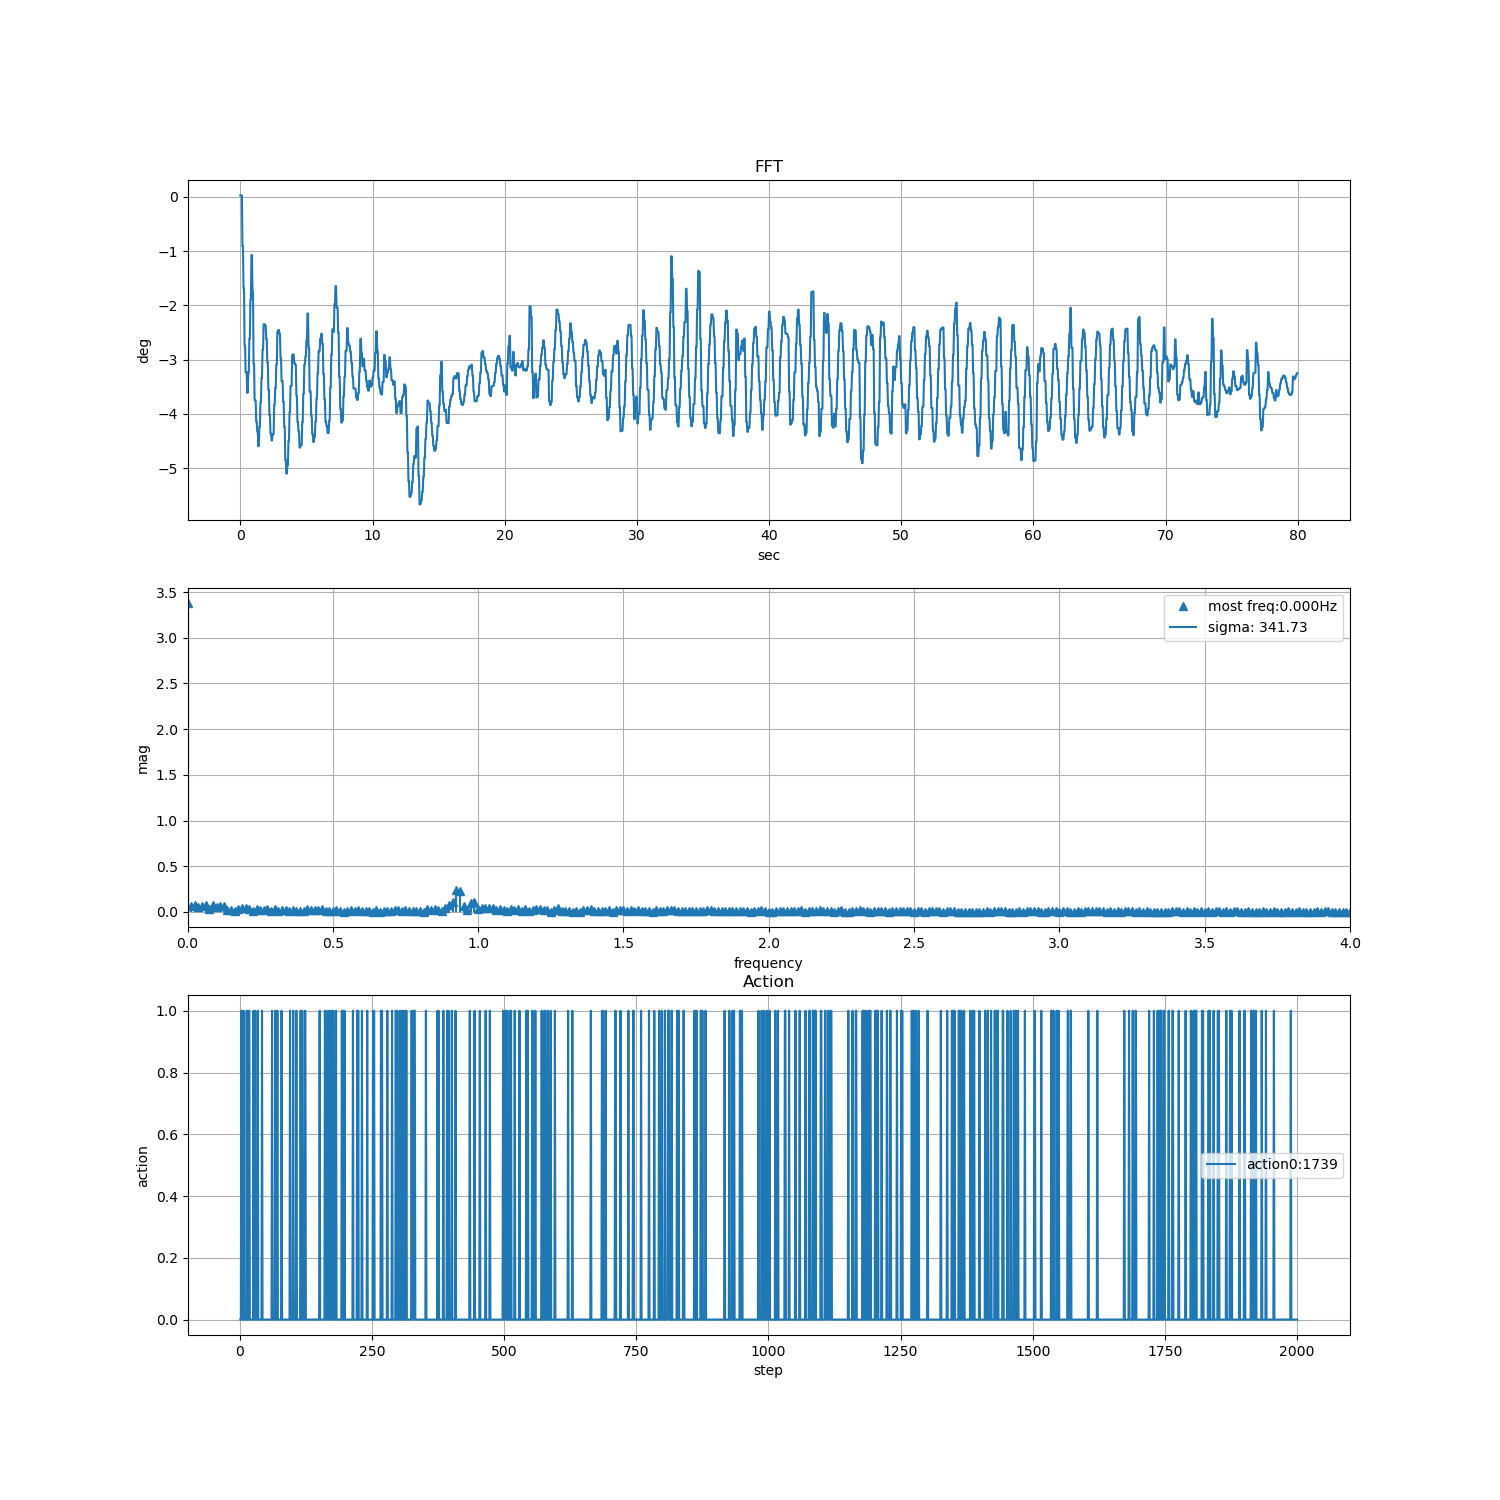 FFT
0
−1
−2
−3
−4
−5
deg
0 10 20 30 40 50 60 70 80
sec
3.5
3.0
2.5
2.0
1.5
1.0
0.5
0.0
mag
most freq:0.000Hz
sigma: 341.73
0.0 0.5 1.0 1.5 2.0 2.5 3.0 3.5 4.0
frequency
Action
1.0
0.8
0.6
0.4
0.2
0.0
action
action0:1739
0 250 500 750 1000 1250 1500 1750 2000
step